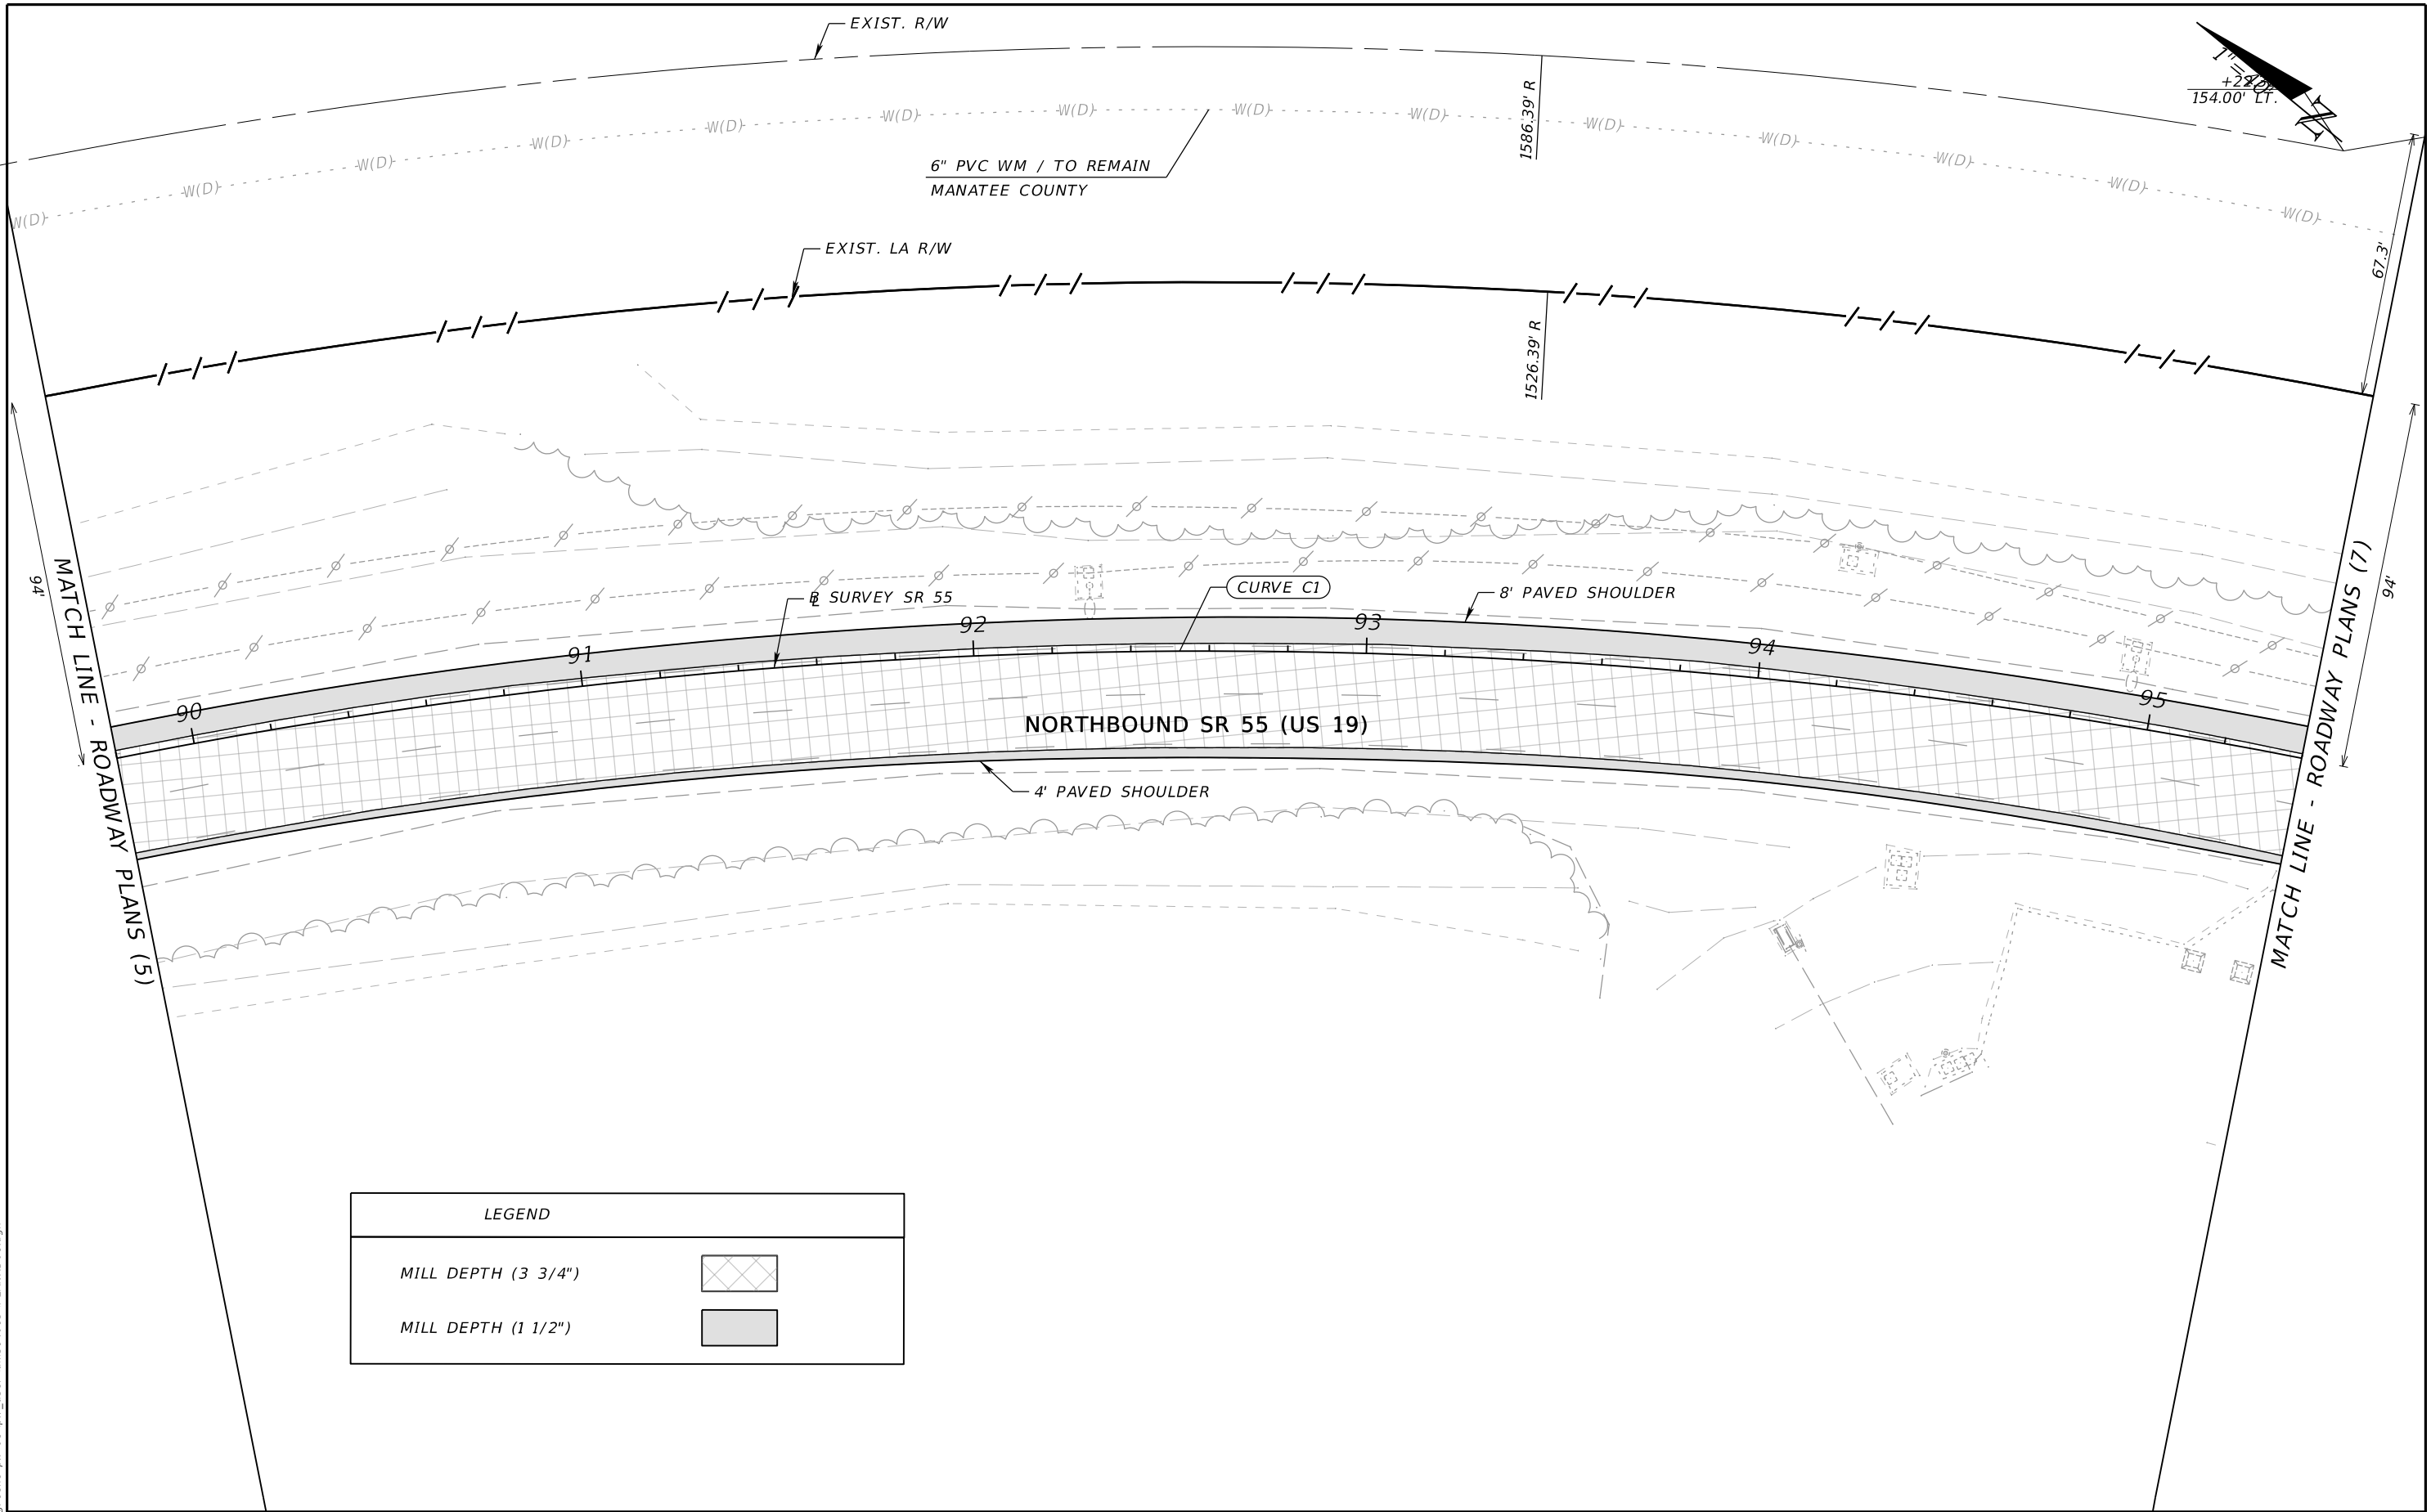 EXIST. R/W
W(D) W(D) W(D) W(D) W(D) W(D) W(D) W(D) W(D) W(D) W(D) W(D) W(D) W(D)
154.00' LT.
N
1586.39' R
6" PVC WM / TO REMAIN
MANATEE COUNTY
67.3'
EXIST. LA R/W
1526.39' R
94'
94'
MATCH LINE - ROADWAY PLANS (5)
MATCH LINE - ROADWAY PLANS (7)
BL SURVEY SR 55
CURVE C1
8' PAVED SHOULDER
90 91 92 93 94 95
NORTHBOUND SR 55 (US 19)
4' PAVED SHOULDER
LEGEND
MILL DEPTH (3 3/4")
MILL DEPTH (1 1/2")